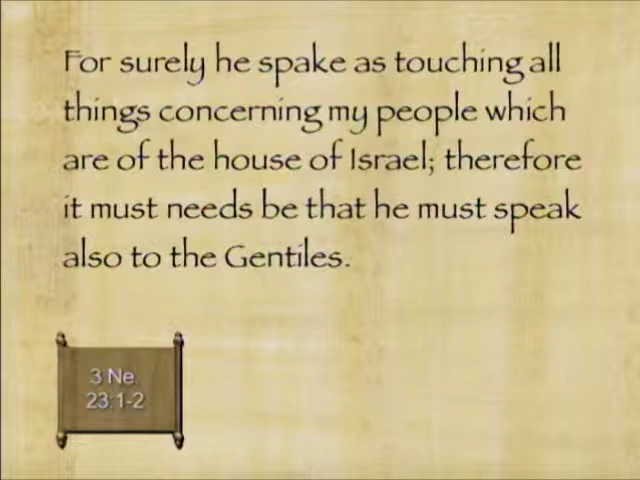 For surely he spake as touching all
things concerning my people which
are of the house of Israel; therefore
it must needs be that he must speak
also to the Gentiles.
3 Ne.
23:1-2